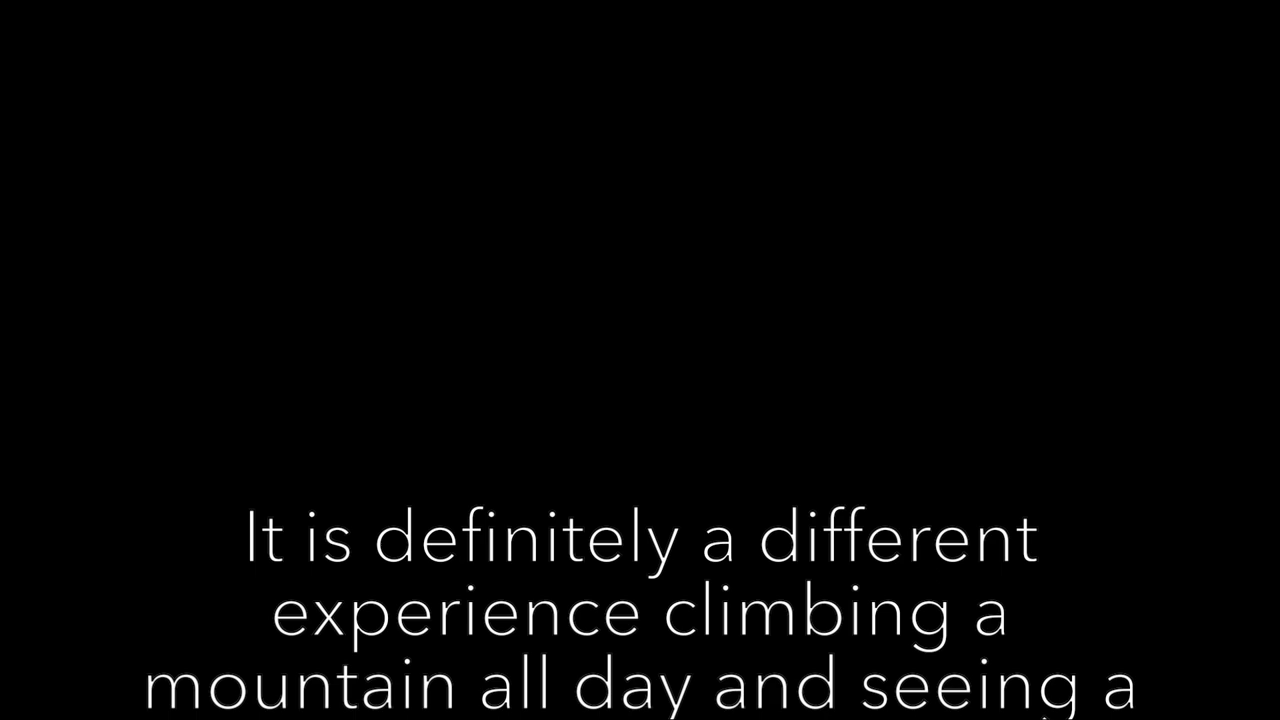 It is definitely a different
experience climbing a
mountain all day and seeing a